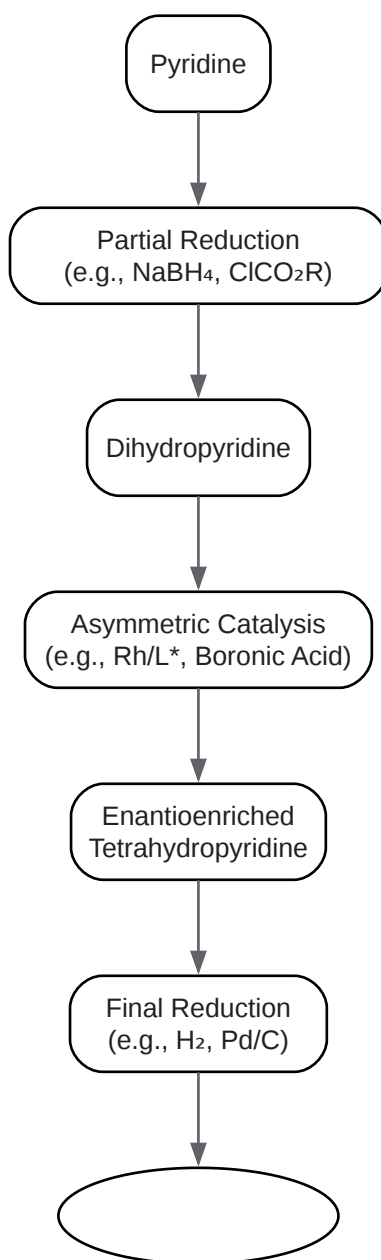 Pyridine
Partial Reduction
(e.g., NaBH₄, ClCO₂R)
Dihydropyridine
Asymmetric Catalysis
(e.g., Rh/L*, Boronic Acid)
Enantioenriched
Tetrahydropyridine
Final Reduction
(e.g., H₂, Pd/C)